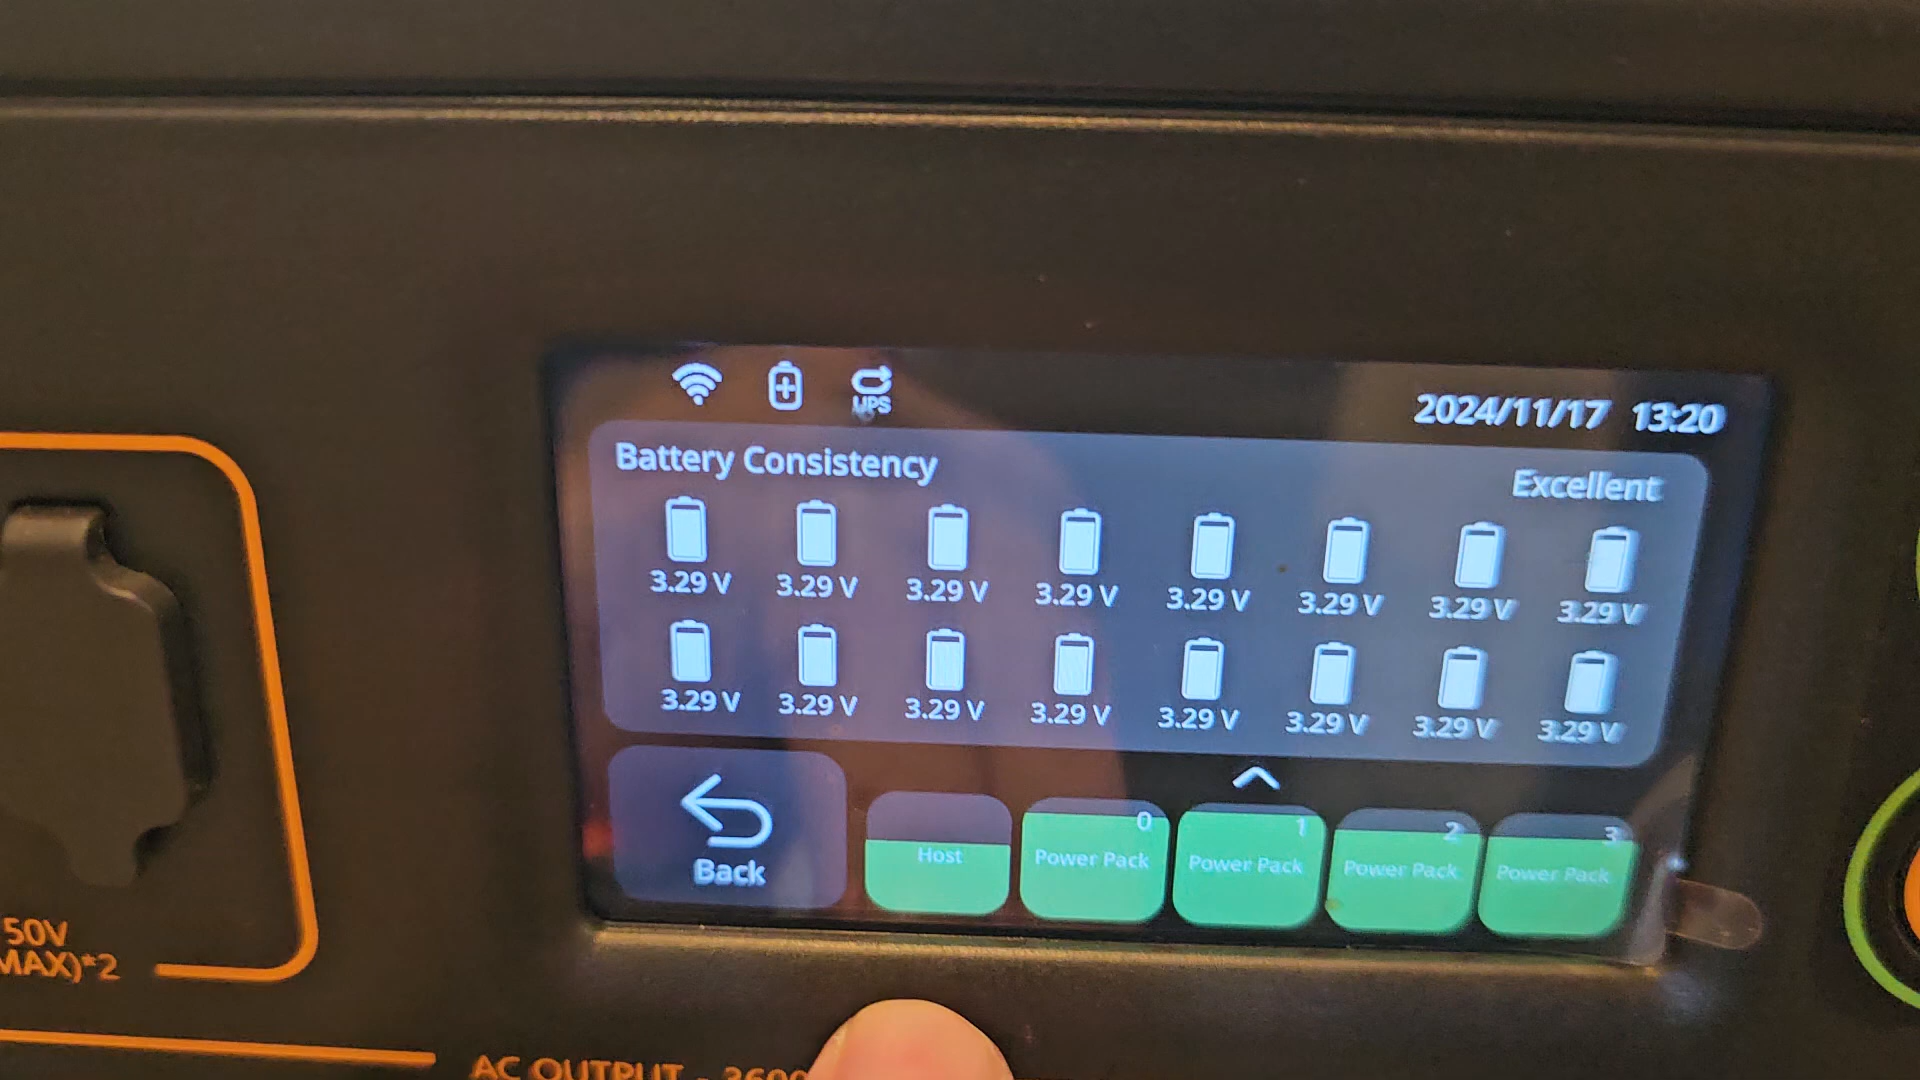 UPS
2024/11/17 13:20
Battery Consistency
Excellent
3.29 V 3.29 V 3.29 V 3.29 V 3.29 V 3.29 V 3.29 V 3.29 V
3.29 V 3.29 V 3.29 V 3.29 V 3.29 V 3.29 V 3.29 V 3.29 V
Back
Host
0
Power Pack
1
Power Pack
2
Power Pack
3
Power Pack
50V
MAX)*2
AC OUTPUT - 3600